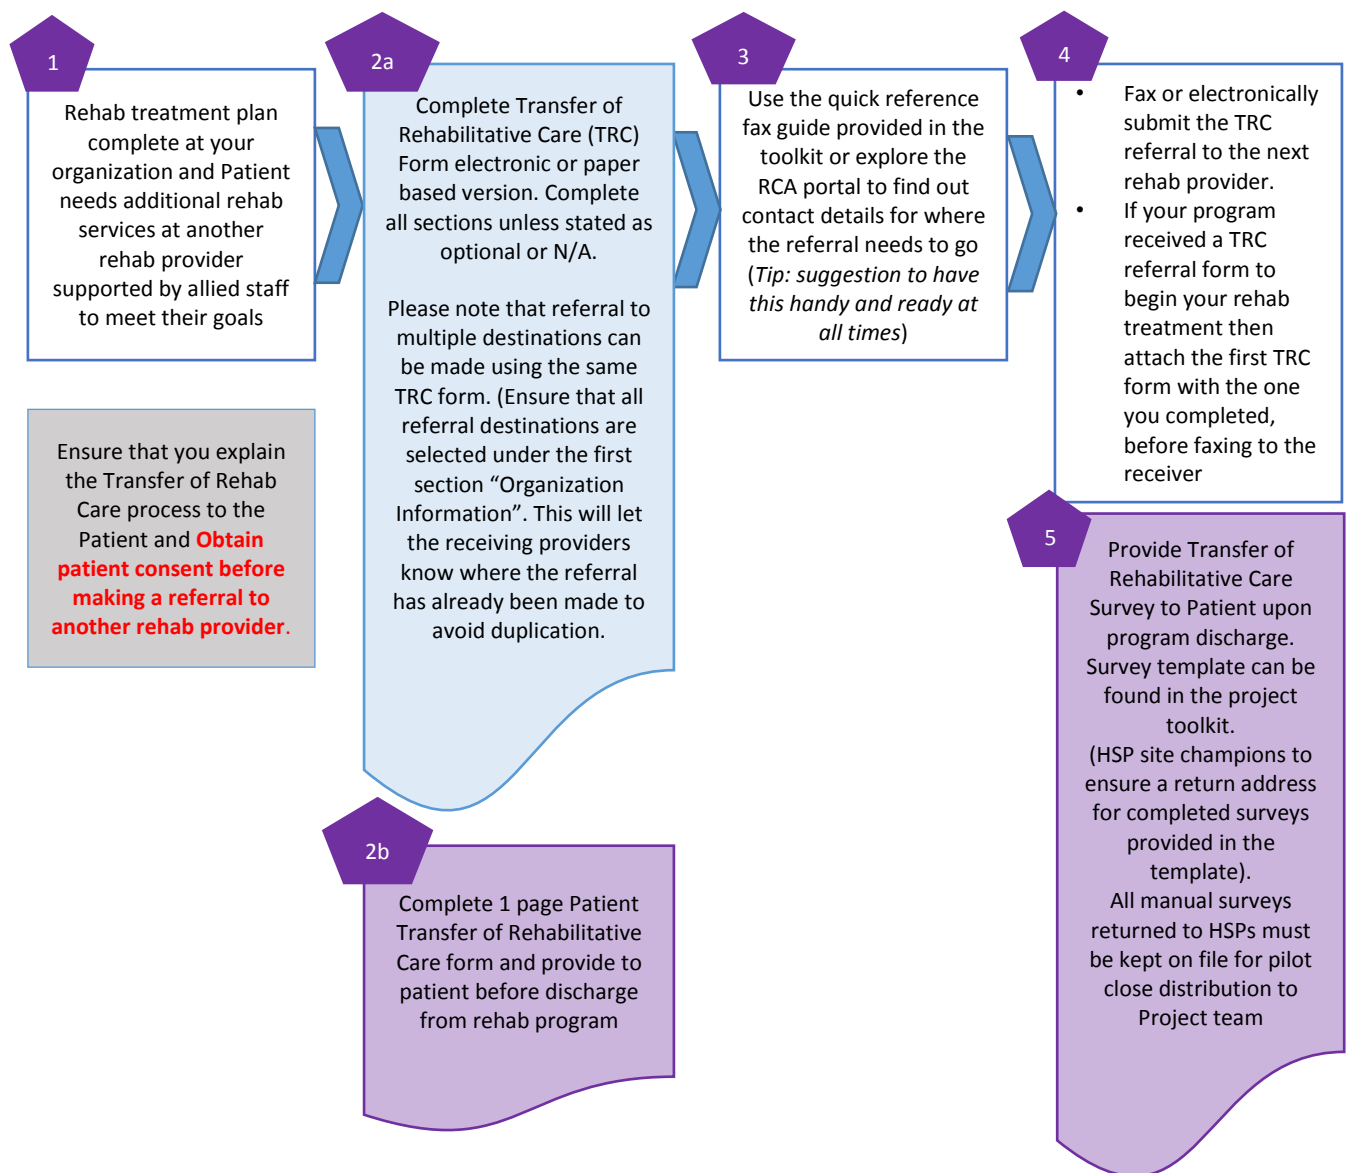 1
Rehab treatment plan
complete at your
organization and Patient
needs additional rehab
services at another
rehab provider
supported by allied staff
to meet their goals
Ensure that you explain
the Transfer of Rehab
Care process to the
Patient and Obtain
patient consent before
making a referral to
another rehab provider.
2a
Complete Transfer of
Rehabilitative Care (TRC)
Form electronic or paper
based version. Complete
all sections unless stated as
optional or N/A.
Please note that referral to
multiple destinations can
be made using the same
TRC form. (Ensure that all
referral destinations are
selected under the first
section “Organization
Information”. This will let
the receiving providers
know where the referral
has already been made to
avoid duplication.
2b
Complete 1 page Patient
Transfer of Rehabilitative
Care form and provide to
patient before discharge
from rehab program
3
Use the quick reference
fax guide provided in the
toolkit or explore the
RCA portal to find out
contact details for where
the referral needs to go
(Tip: suggestion to have
this handy and ready at
all times)
4
• Fax or electronically
submit the TRC
referral to the next
rehab provider.
• If your program
received a TRC
referral form to
begin your rehab
treatment then
attach the first TRC
form with the one
you completed,
before faxing to the
receiver
5
Provide Transfer of
Rehabilitative Care
Survey to Patient upon
program discharge.
Survey template can be
found in the project
toolkit.
(HSP site champions to
ensure a return address
for completed surveys
provided in the
template).
All manual surveys
returned to HSPs must
be kept on file for pilot
close distribution to
Project team